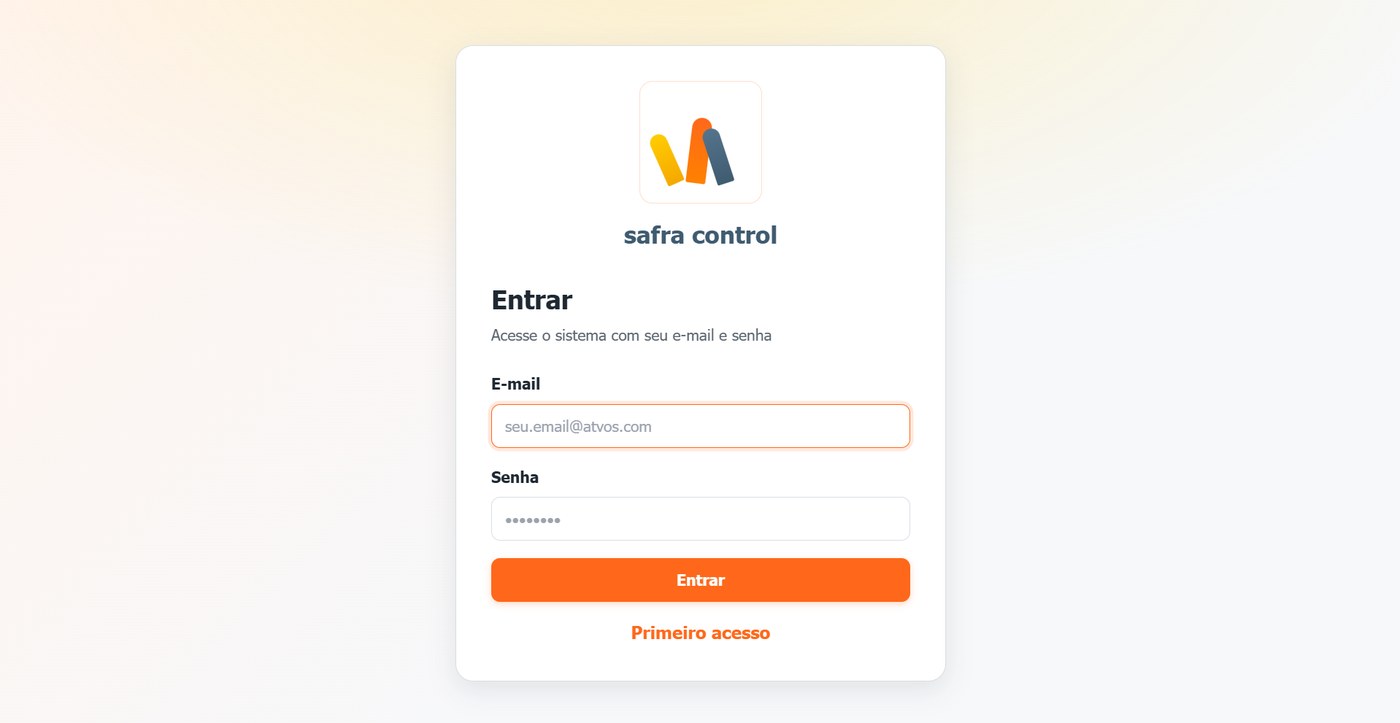 safra control
Entrar
Acesse o sistema com seu e-mail e senha
E-mail
seu.email@atvos.com
Senha
••••••••
Entrar
Primeiro acesso